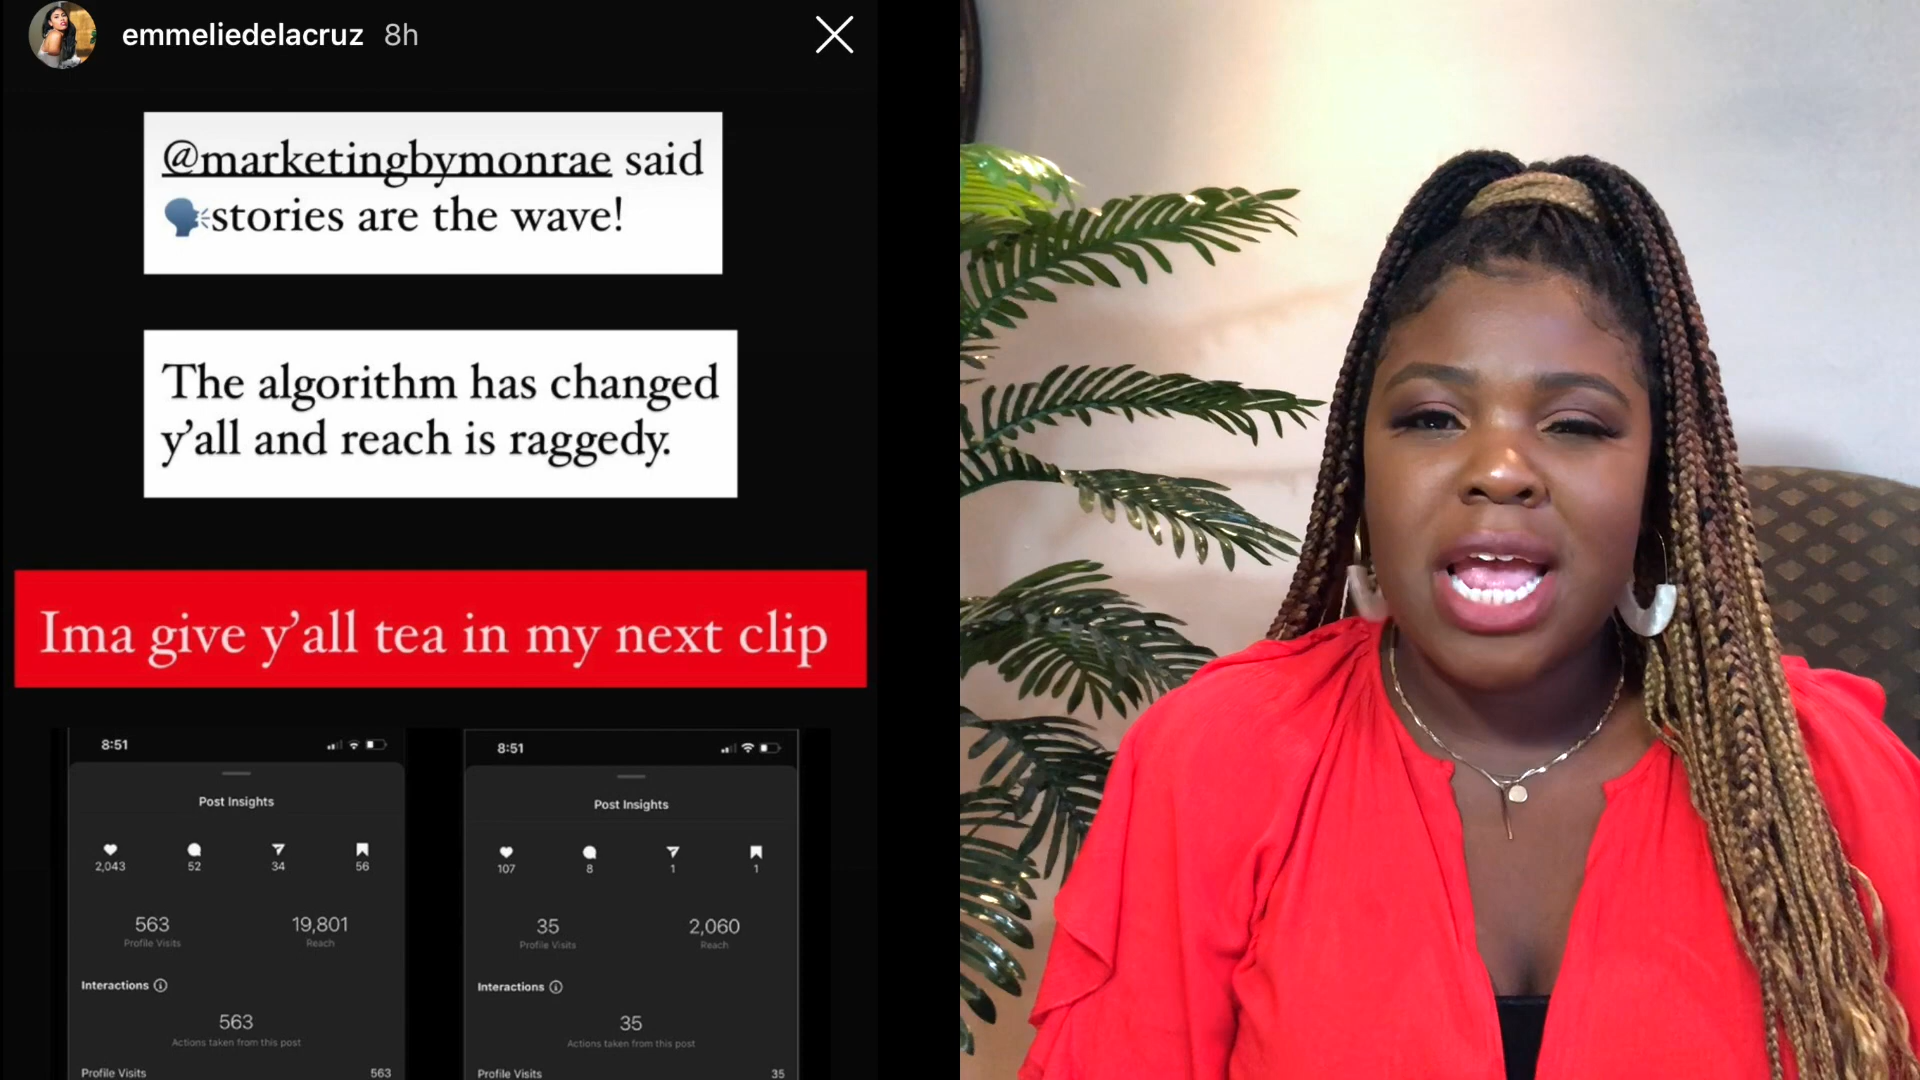 emmeliedelacruz 8h
@marketingbymonrae said
🗣stories are the wave!
The algorithm has changed
y'all and reach is raggedy.
Ima give y'all tea in my next clip
8:51
Post Insights
2,043 52 34 56
563 19,801
Profile Visits Reach
Interactions
563
Actions taken from this post
Profile Visits 563
8:51
Post Insights
107 8 1 1
35 2,060
Profile Visits Reach
Interactions
35
Actions taken from this post
Profile Visits 35